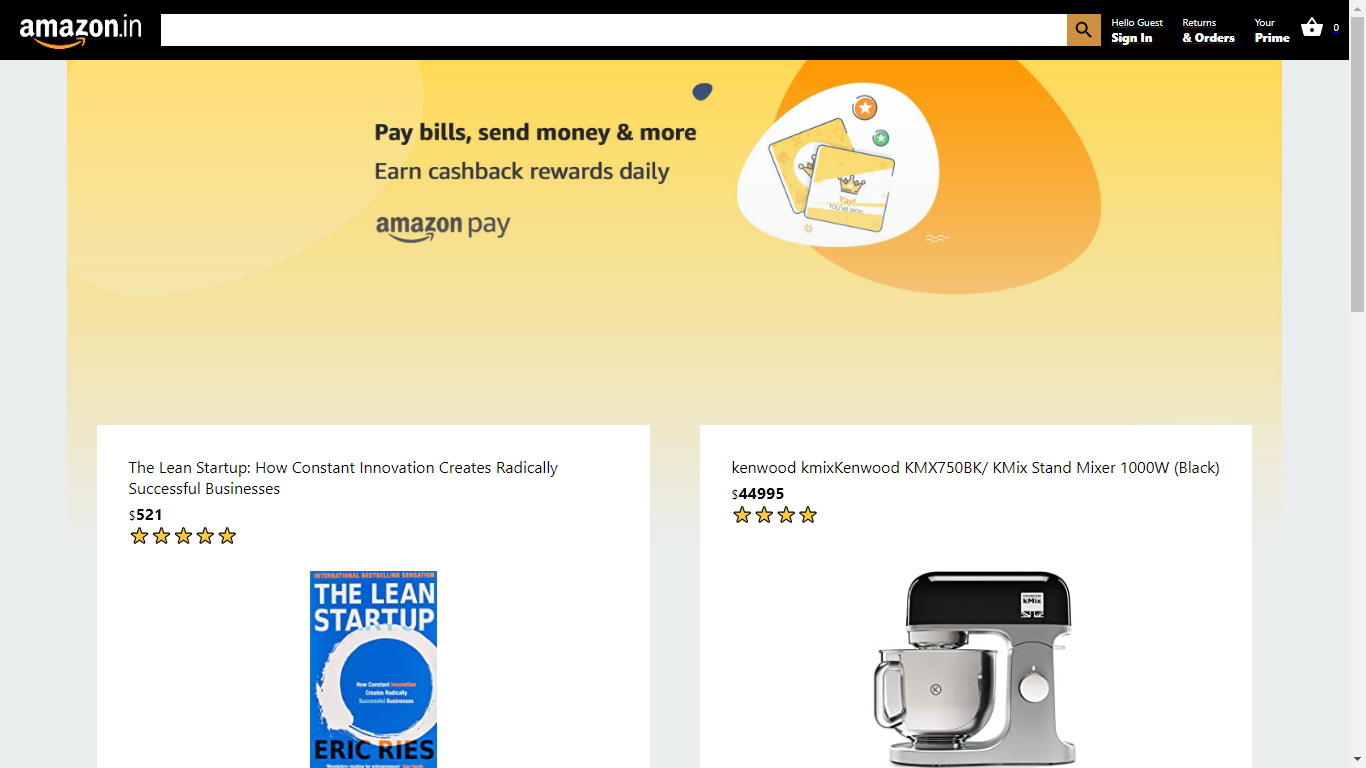 amazon.in
Hello Guest
Sign In
Returns
& Orders
Your
Prime
0
Pay bills, send money & more
Earn cashback rewards daily
amazon pay
Yay!
You've won
The Lean Startup: How Constant Innovation Creates Radically
Successful Businesses
$521
INTERNATIONAL BESTSELLING SENSATION
THE LEAN
STARTUP
How Constant Innovation
Creates Radically
Successful Businesses
ERIC RIES
kenwood kmixKenwood KMX750BK/ KMix Stand Mixer 1000W (Black)
$44995
kMix
K